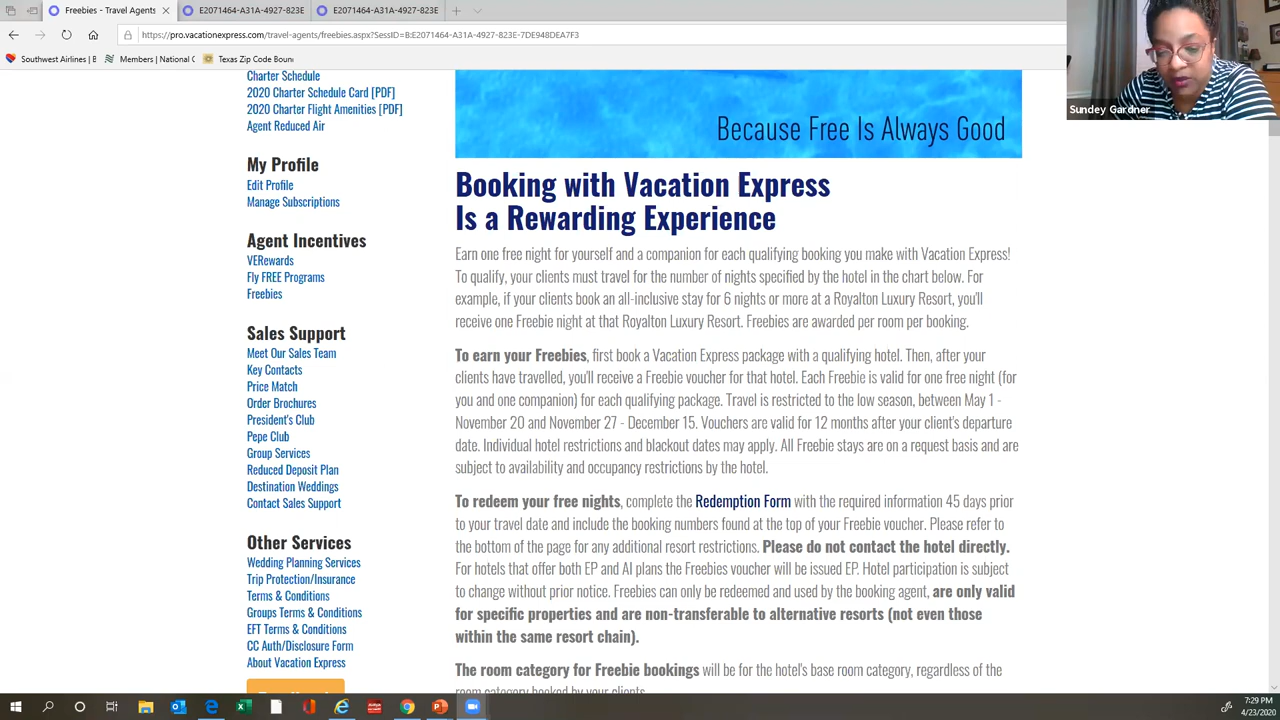 Freebies - Travel Agents
E2071464-A31A-4927-823E
E2071464-A31A-4927-823E
https://pro.vacationexpress.com/travel-agents/freebies.aspx?SessID=B:E2071464-A31A-4927-823E-7DE948DEA7F3
Southwest Airlines | B
Members | National C
Texas Zip Code Boun
Sundey Gardner
Charter Schedule
2020 Charter Schedule Card [PDF]
2020 Charter Flight Amenities [PDF]
Agent Reduced Air
My Profile
Edit Profile
Manage Subscriptions
Agent Incentives
VERewards
Fly FREE Programs
Freebies
Sales Support
Meet Our Sales Team
Key Contacts
Price Match
Order Brochures
President's Club
Pepe Club
Group Services
Reduced Deposit Plan
Destination Weddings
Contact Sales Support
Other Services
Wedding Planning Services
Trip Protection/Insurance
Terms & Conditions
Groups Terms & Conditions
EFT Terms & Conditions
CC Auth/Disclosure Form
About Vacation Express
Because Free Is Always Good
Booking with Vacation Express
Is a Rewarding Experience
Earn one free night for yourself and a companion for each qualifying booking you make with Vacation Express!
To qualify, your clients must travel for the number of nights specified by the hotel in the chart below. For
example, if your clients book an all-inclusive stay for 6 nights or more at a Royalton Luxury Resort, you'll
receive one Freebie night at that Royalton Luxury Resort. Freebies are awarded per room per booking.
To earn your Freebies, first book a Vacation Express package with a qualifying hotel. Then, after your
clients have travelled, you'll receive a Freebie voucher for that hotel. Each Freebie is valid for one free night (for
you and one companion) for each qualifying package. Travel is restricted to the low season, between May 1 -
November 20 and November 27 - December 15. Vouchers are valid for 12 months after your client's departure
date. Individual hotel restrictions and blackout dates may apply. All Freebie stays are on a request basis and are
subject to availability and occupancy restrictions by the hotel.
To redeem your free nights, complete the Redemption Form with the required information 45 days prior
to your travel date and include the booking numbers found at the top of your Freebie voucher. Please refer to
the bottom of the page for any additional resort restrictions. Please do not contact the hotel directly.
For hotels that offer both EP and AI plans the Freebies voucher will be issued EP. Hotel participation is subject
to change without prior notice. Freebies can only be redeemed and used by the booking agent, are only valid
for specific properties and are non-transferable to alternative resorts (not even those
within the same resort chain).
The room category for Freebie bookings will be for the hotel's base room category, regardless of the
room category booked by your clients.
7:29 PM
4/23/2020